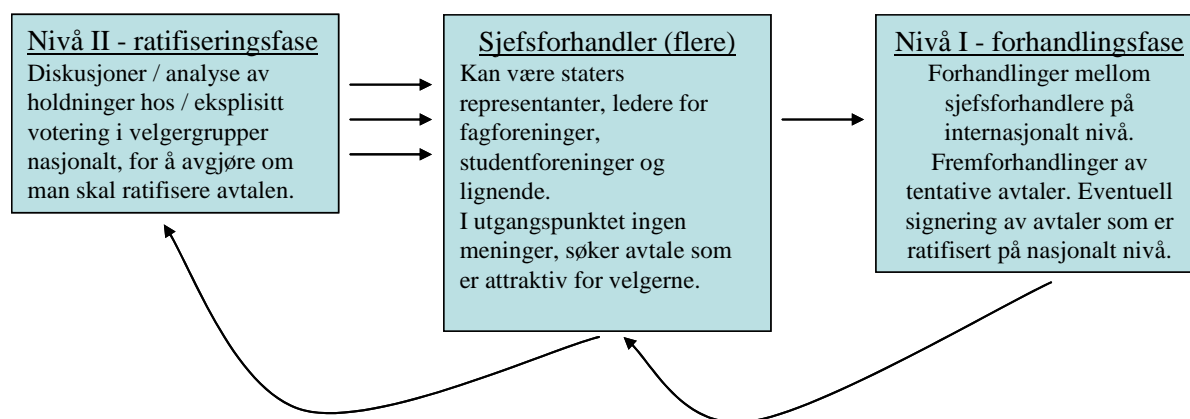 Nivå II - ratifiseringsfase
Diskusjoner / analyse av
holdninger hos / eksplisitt
votering i velgergrupper
nasjonalt, for å avgjøre om
man skal ratifisere avtalen.
Sjefsforhandler (flere)
Kan være staters
representanter, ledere for
fagforeninger,
studentforeninger og
lignende.
I utgangspunktet ingen
meninger, søker avtale som
er attraktiv for velgerne.
Nivå I - forhandlingsfase
Forhandlinger mellom
sjefsforhandlere på
internasjonalt nivå.
Fremforhandlinger av
tentative avtaler. Eventuell
signering av avtaler som er
ratifisert på nasjonalt nivå.